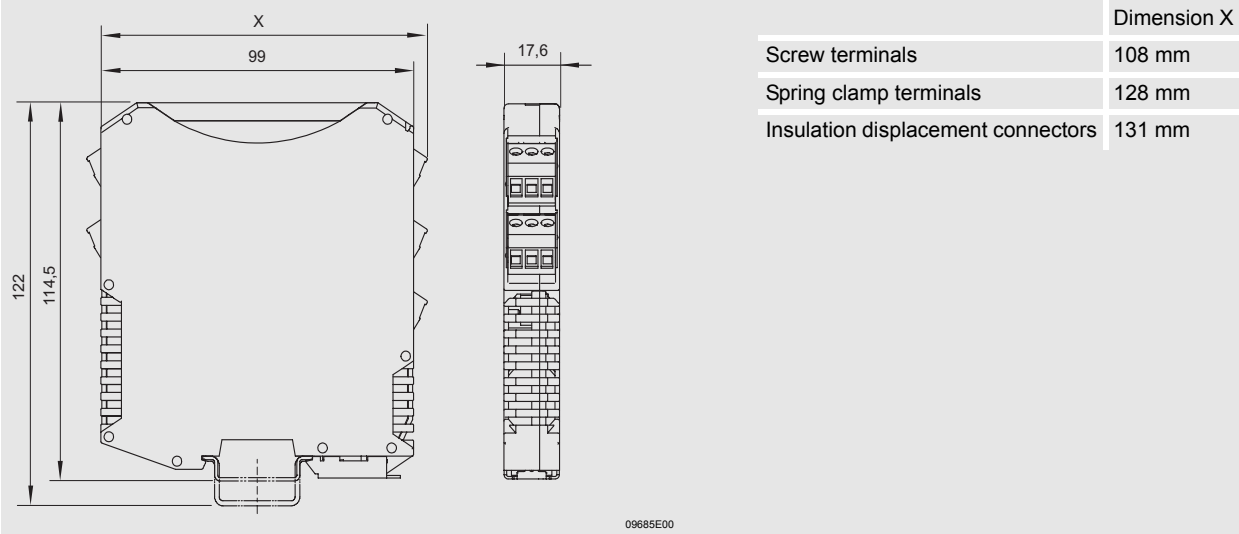 X
99
17,6
122
114,5
Dimension X
Screw terminals 108 mm
Spring clamp terminals 128 mm
Insulation displacement connectors 131 mm
09685E00